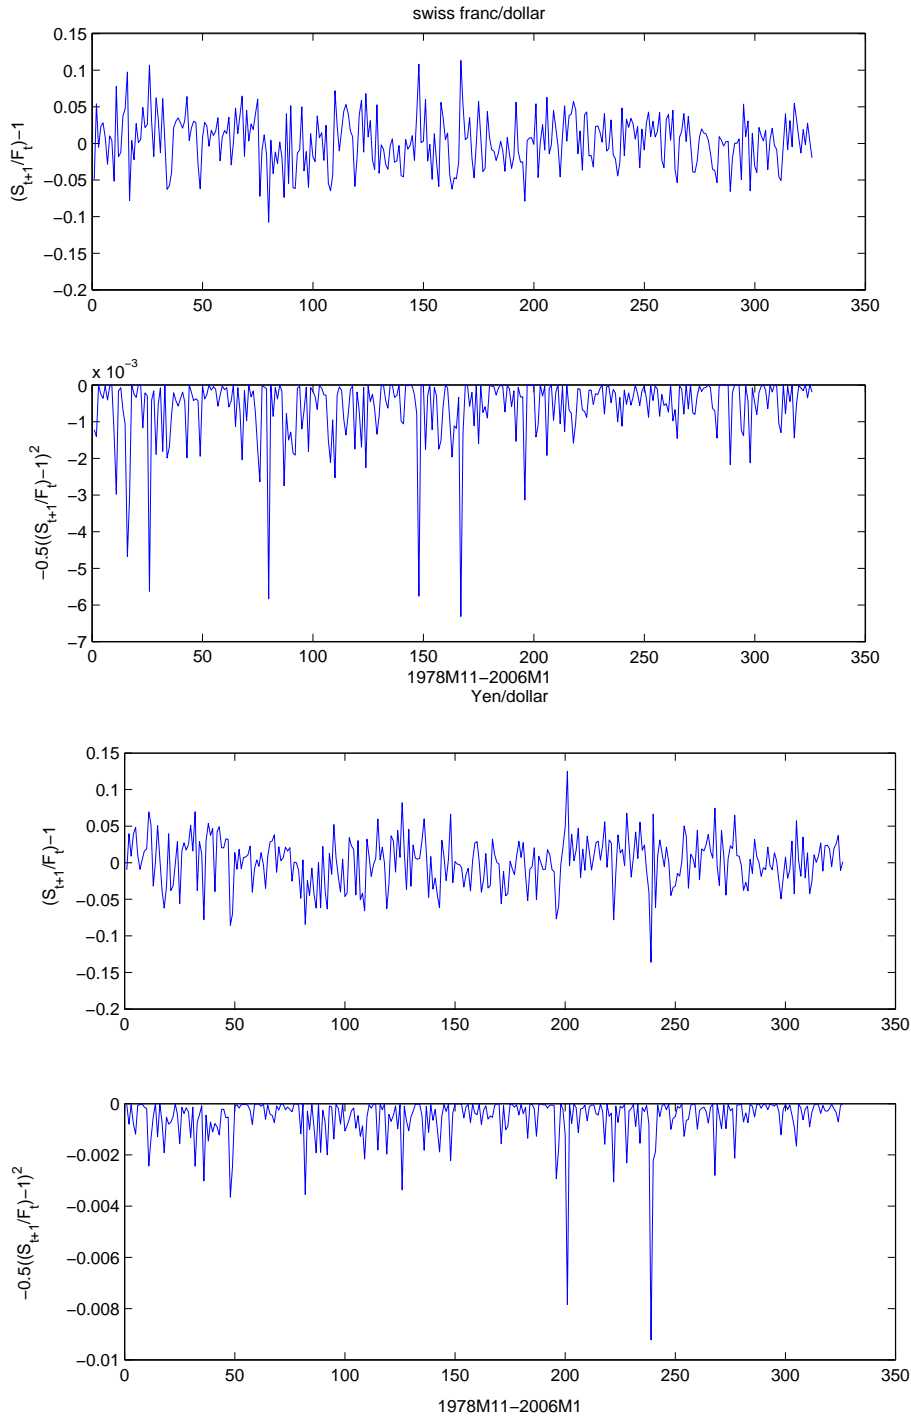 swiss franc/dollar
0.15
0.1
0.05
0
−0.05
−0.1
−0.15
−0.2
(S_{t+1}/F_t)−1
0 50 100 150 200 250 300 350
x 10^{−3}
0
−1
−2
−3
−4
−5
−6
−7
−0.5((S_{t+1}/F_t)−1)^2
0 50 100 150 200 250 300 350
1978M11−2006M1
Yen/dollar
0.15
0.1
0.05
0
−0.05
−0.1
−0.15
−0.2
(S_{t+1}/F_t)−1
0 50 100 150 200 250 300 350
0
−0.002
−0.004
−0.006
−0.008
−0.01
−0.5((S_{t+1}/F_t)−1)^2
0 50 100 150 200 250 300 350
1978M11−2006M1